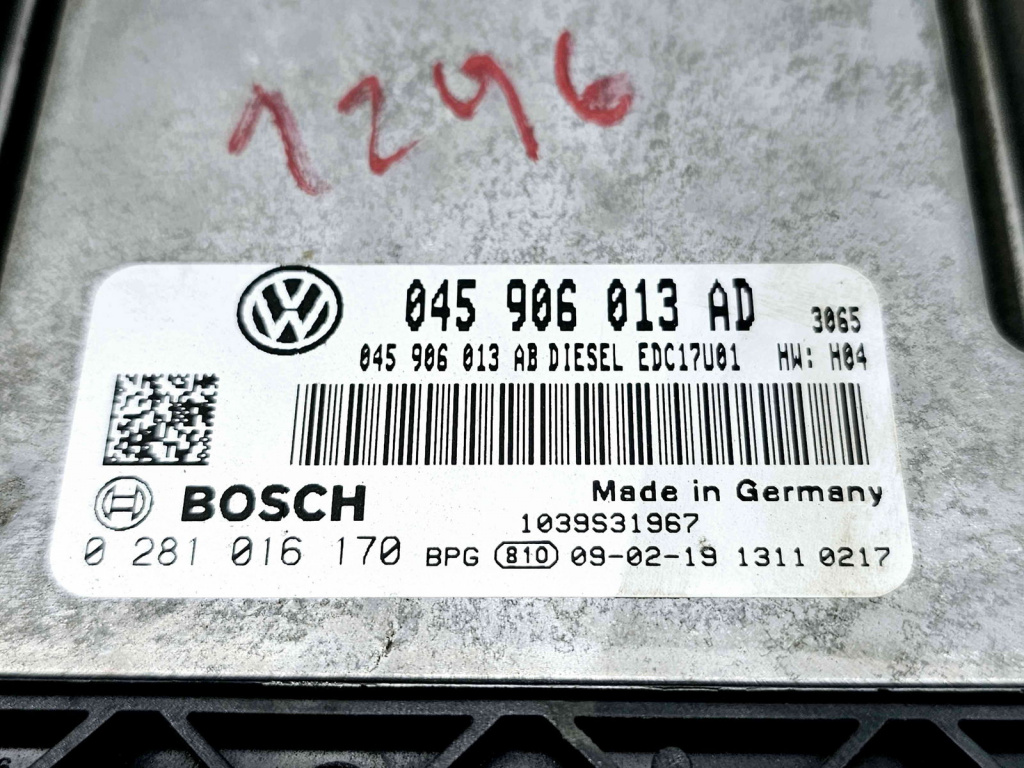 1296
045 906 013 AD 3065
045 906 013 AB DIESEL EDC17U01 HW: H04
BOSCH
Made in Germany
1039S31967
0 281 016 170 BPG 810 09-02-19 1311 0217